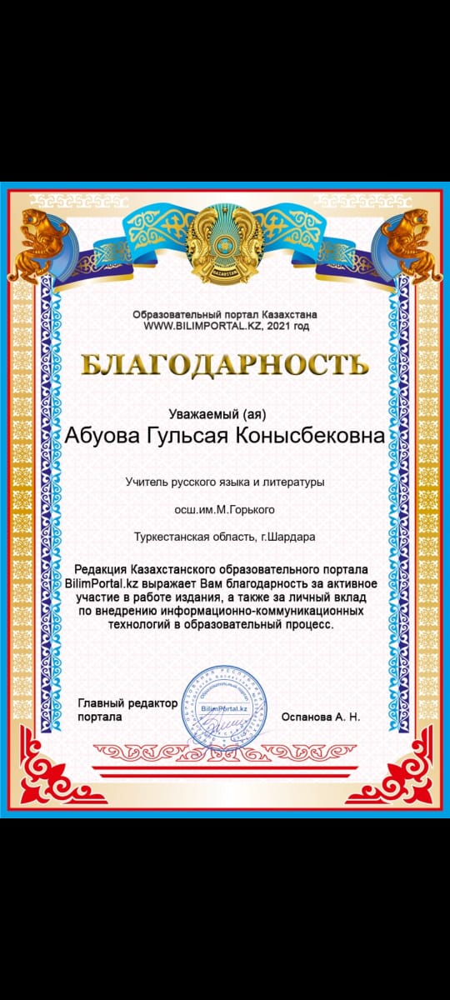 KAZAKHSTAN
Образовательный портал Казахстана
WWW.BILIMPORTAL.KZ, 2021 год
БЛАГОДАРНОСТЬ
Уважаемый (ая)
Абуова Гульсая Конысбековна
Учитель русского языка и литературы
осш.им.М.Горького
Туркестанская область, г.Шардара
Редакция Казахстанского образовательного портала
BilimPortal.kz выражает Вам благодарность за активное
участие в работе издания, а также за личный вклад
по внедрению информационно-коммуникационных
технологий в образовательный процесс.
Главный редактор
портала
BilimPortal.kz
Оспанова А. Н.